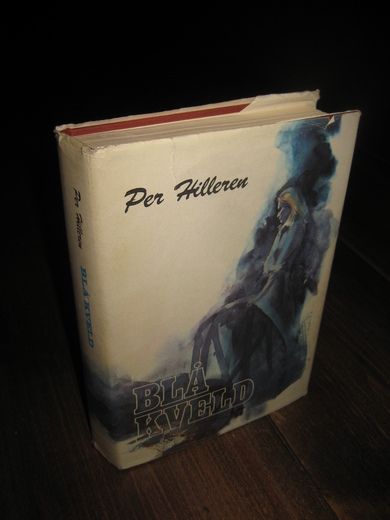 Per Hilleren
BLÅ
KVELD
Per Hilleren BLÅ KVELD